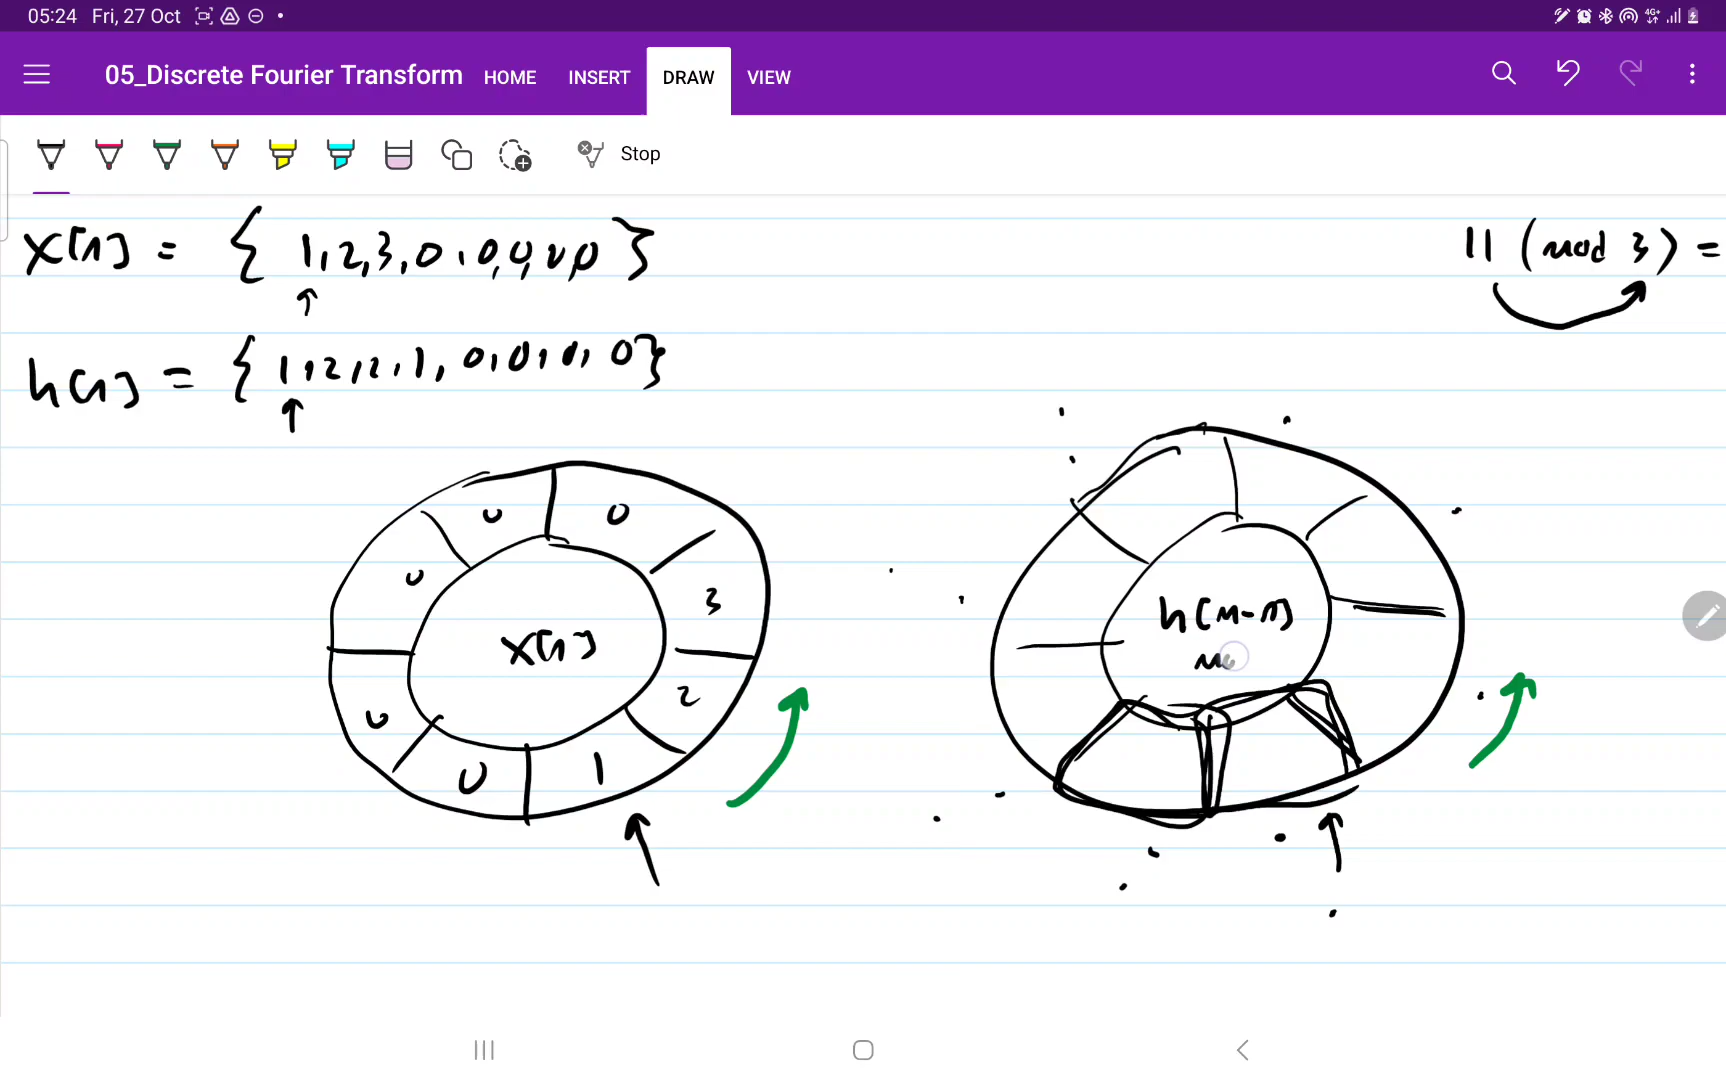 05:24 Fri, 27 Oct
4G+
05_Discrete Fourier Transform HOME INSERT DRAW VIEW
Stop
x[n] = { 1, 2, 3, 0, 0, 0, 0, 0 }
11 (mod 3) =
h[n] = { 1, 2, 2, 1, 0, 0, 0, 0 }
0 0
0 3
x[n]
0 2
0 1
h[m-n]